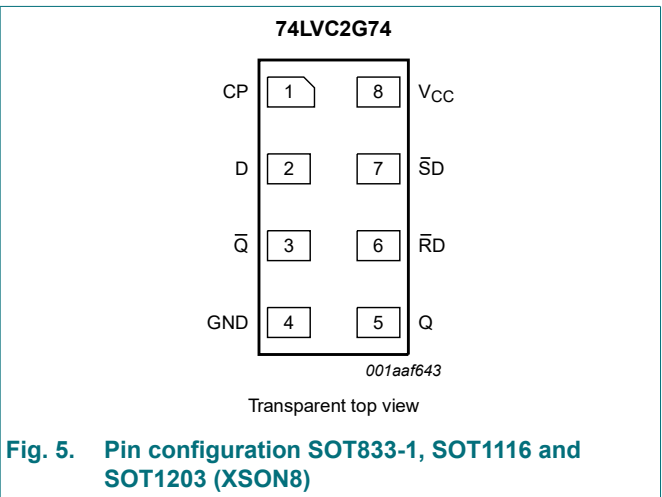 74LVC2G74
CP 1 8 VCC
D 2 7 S̅D
Q̅ 3 6 R̅D
GND 4 5 Q
001aaf643
Transparent top view
Fig. 5. Pin configuration SOT833-1, SOT1116 and
SOT1203 (XSON8)